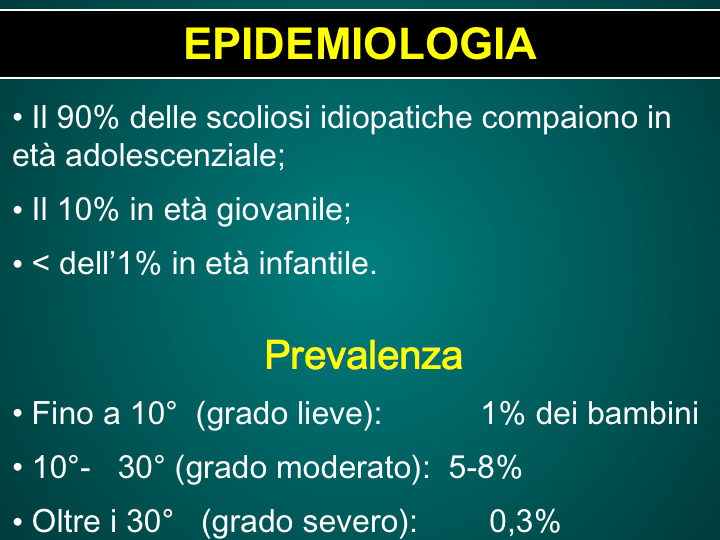 EPIDEMIOLOGIA
• Il 90% delle scoliosi idiopatiche compaiono in
età adolescenziale;
• Il 10% in età giovanile;
• < dell’1% in età infantile.
Prevalenza
• Fino a 10° (grado lieve): 1% dei bambini
• 10°- 30° (grado moderato): 5-8%
• Oltre i 30° (grado severo): 0,3%